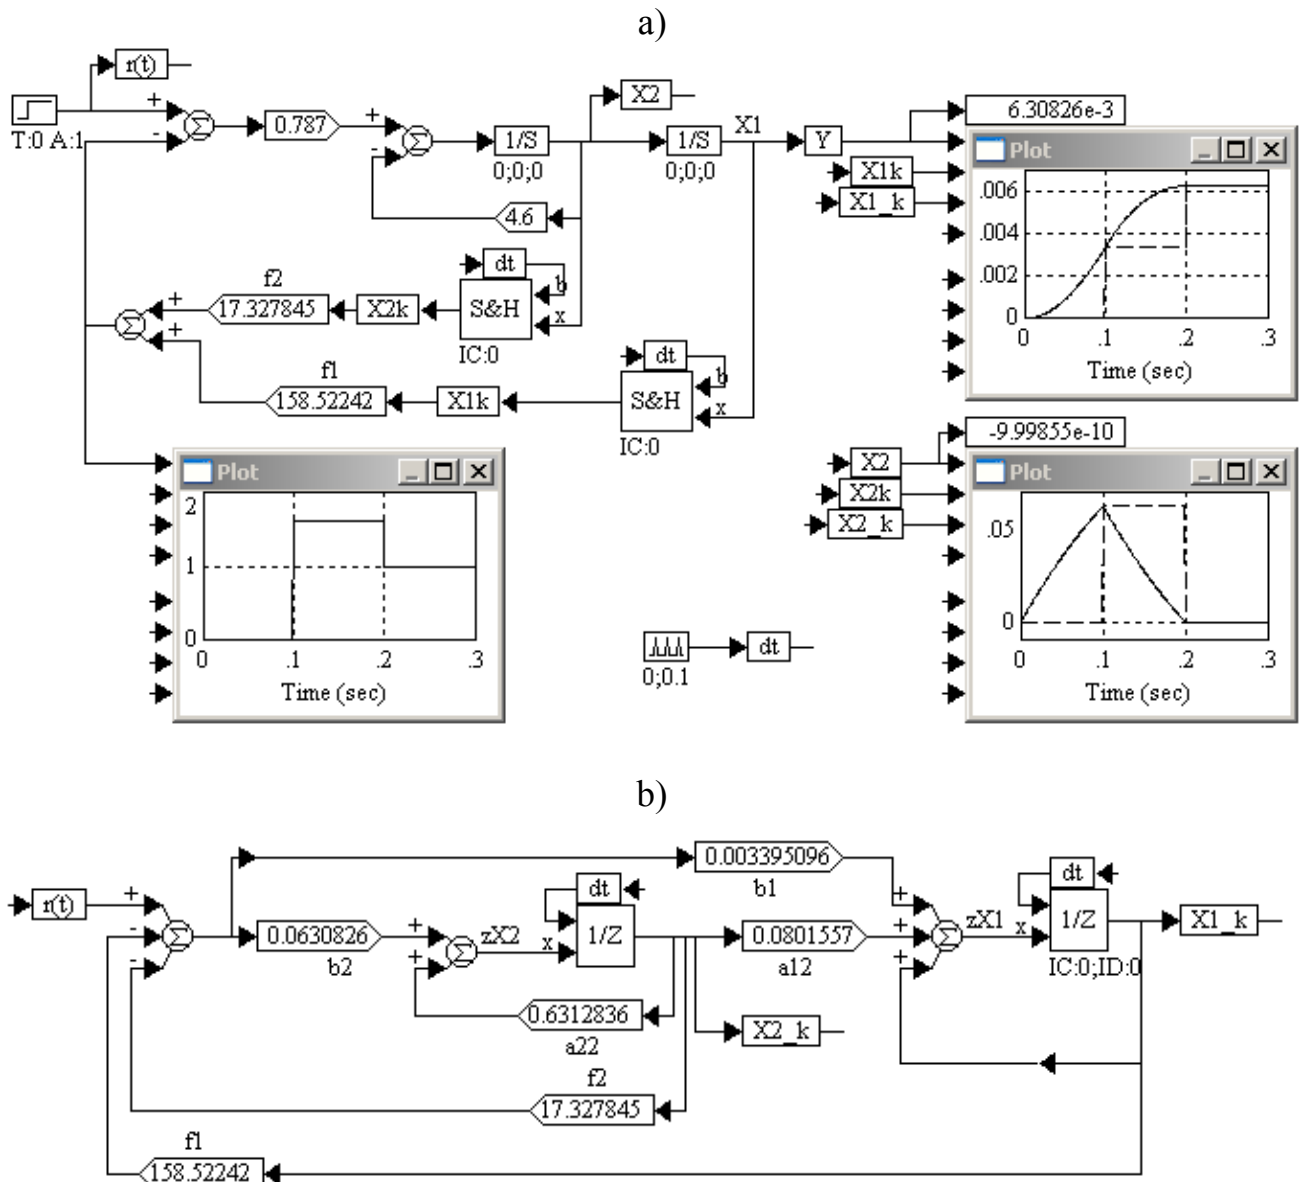 a)
r(t)
+
-
T:0 A:1
Σ
0.787
+
-
Σ
1/S
0;0;0
X2
1/S
0;0;0
X1
Y
4.6
6.30826e-3
Plot
X1k
X1_k
.006
.004
.002
0
0 .1 .2 .3
Time (sec)
f2
17.327845
X2k
S&H
dt
b
x
IC:0
+
+
Σ
f1
158.52242
X1k
S&H
dt
b
x
IC:0
Plot
2
1
0
0 .1 .2 .3
Time (sec)
-9.99855e-10
X2
X2k
X2_k
Plot
.05
0
0 .1 .2 .3
Time (sec)
0;0.1
dt
b)
r(t)
+
-
-
Σ
0.0630826
b2
+
+
Σ
zX2
x
dt
1/Z
0.6312836
a22
0.003395096
b1
0.0801557
a12
X2_k
+
+
+
Σ
zX1
x
dt
1/Z
IC:0;ID:0
X1_k
f2
17.327845
f1
158.52242